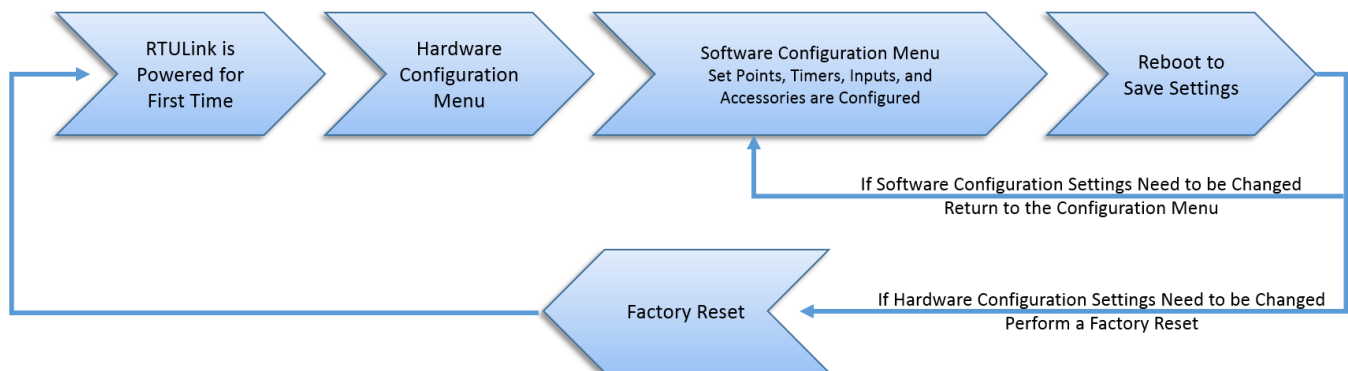 RTULink is
Powered for
First Time
Hardware
Configuration
Menu
Software Configuration Menu
Set Points, Timers, Inputs, and
Accessories are Configured
Reboot to
Save Settings
If Software Configuration Settings Need to be Changed
Return to the Configuration Menu
Factory Reset
If Hardware Configuration Settings Need to be Changed
Perform a Factory Reset